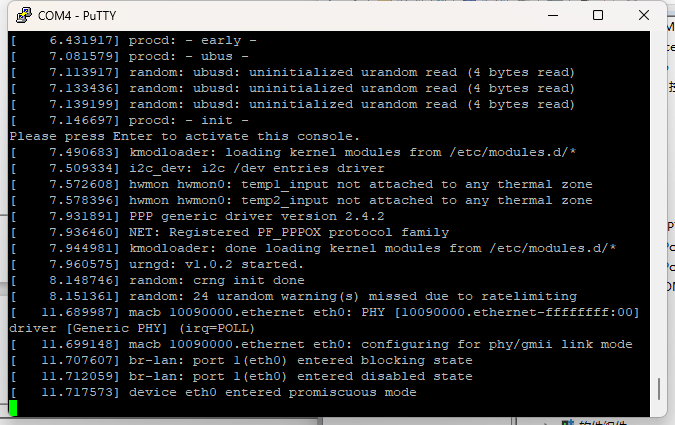 COM4 - PuTTY
[    6.431917] procd: - early -
[    7.081579] procd: - ubus -
[    7.113917] random: ubusd: uninitialized urandom read (4 bytes read)
[    7.133436] random: ubusd: uninitialized urandom read (4 bytes read)
[    7.139199] random: ubusd: uninitialized urandom read (4 bytes read)
[    7.146697] procd: - init -
Please press Enter to activate this console.
[    7.490683] kmodloader: loading kernel modules from /etc/modules.d/*
[    7.509334] i2c_dev: i2c /dev entries driver
[    7.572608] hwmon hwmon0: temp1_input not attached to any thermal zone
[    7.578396] hwmon hwmon0: temp2_input not attached to any thermal zone
[    7.931891] PPP generic driver version 2.4.2
[    7.936460] NET: Registered PF_PPPOX protocol family
[    7.944981] kmodloader: done loading kernel modules from /etc/modules.d/*
[    7.960575] urngd: v1.0.2 started.
[    8.148746] random: crng init done
[    8.151361] random: 24 urandom warning(s) missed due to ratelimiting
[   11.689987] macb 10090000.ethernet eth0: PHY [10090000.ethernet-ffffffff:00]
driver [Generic PHY] (irq=POLL)
[   11.699148] macb 10090000.ethernet eth0: configuring for phy/gmii link mode
[   11.707607] br-lan: port 1(eth0) entered blocking state
[   11.712059] br-lan: port 1(eth0) entered disabled state
[   11.717573] device eth0 entered promiscuous mode